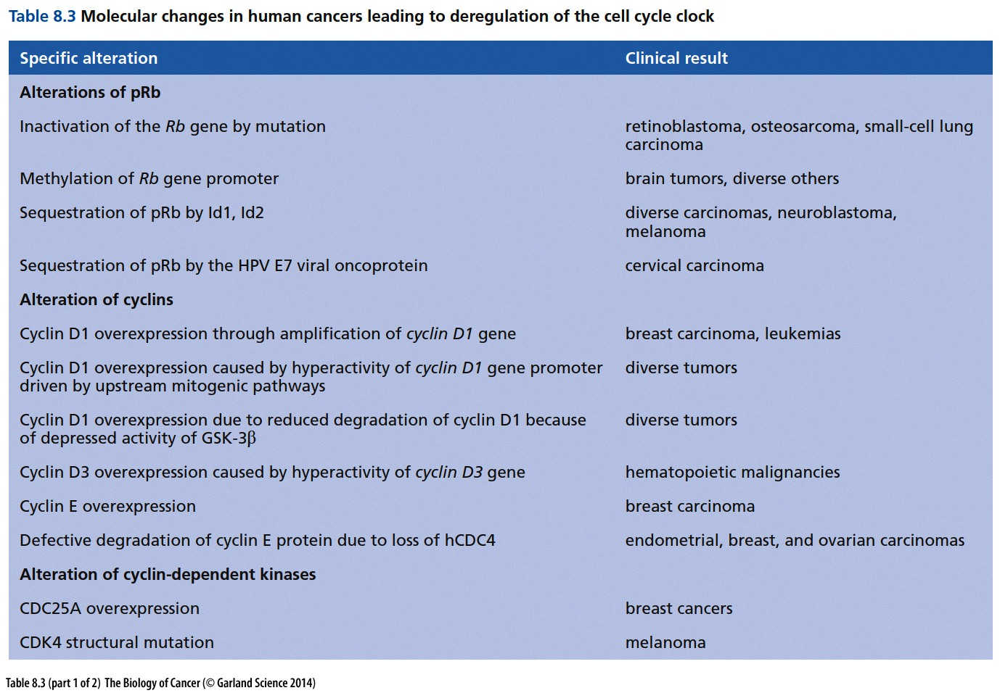 Table 8.3 Molecular changes in human cancers leading to deregulation of the cell cycle clock
Specific alteration Clinical result
Alterations of pRb
Inactivation of the Rb gene by mutation retinoblastoma, osteosarcoma, small-cell lung
carcinoma
Methylation of Rb gene promoter brain tumors, diverse others
Sequestration of pRb by Id1, Id2 diverse carcinomas, neuroblastoma,
melanoma
Sequestration of pRb by the HPV E7 viral oncoprotein cervical carcinoma
Alteration of cyclins
Cyclin D1 overexpression through amplification of cyclin D1 gene breast carcinoma, leukemias
Cyclin D1 overexpression caused by hyperactivity of cyclin D1 gene promoter diverse tumors
driven by upstream mitogenic pathways
Cyclin D1 overexpression due to reduced degradation of cyclin D1 because diverse tumors
of depressed activity of GSK-3β
Cyclin D3 overexpression caused by hyperactivity of cyclin D3 gene hematopoietic malignancies
Cyclin E overexpression breast carcinoma
Defective degradation of cyclin E protein due to loss of hCDC4 endometrial, breast, and ovarian carcinomas
Alteration of cyclin-dependent kinases
CDC25A overexpression breast cancers
CDK4 structural mutation melanoma
Table 8.3 (part 1 of 2) The Biology of Cancer (© Garland Science 2014)